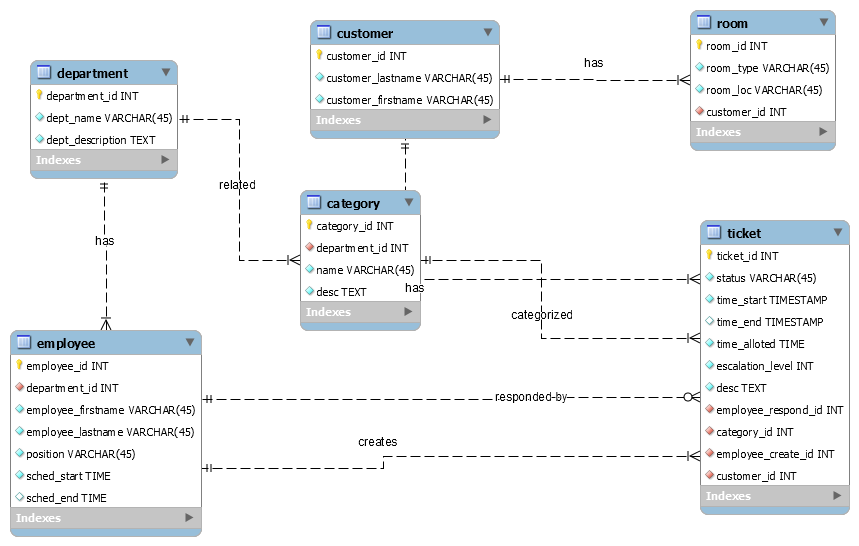 customer
customer_id INT
customer_lastname VARCHAR(45)
customer_firstname VARCHAR(45)
Indexes
has
room
room_id INT
room_type VARCHAR(45)
room_loc VARCHAR(45)
customer_id INT
Indexes
department
department_id INT
dept_name VARCHAR(45)
dept_description TEXT
Indexes
related
has
category
category_id INT
department_id INT
name VARCHAR(45)
desc TEXT
Indexes
has
categorized
ticket
ticket_id INT
status VARCHAR(45)
time_start TIMESTAMP
time_end TIMESTAMP
time_alloted TIME
escalation_level INT
desc TEXT
employee_respond_id INT
category_id INT
employee_create_id INT
customer_id INT
Indexes
employee
employee_id INT
department_id INT
employee_firstname VARCHAR(45)
employee_lastname VARCHAR(45)
position VARCHAR(45)
sched_start TIME
sched_end TIME
Indexes
responded-by
creates